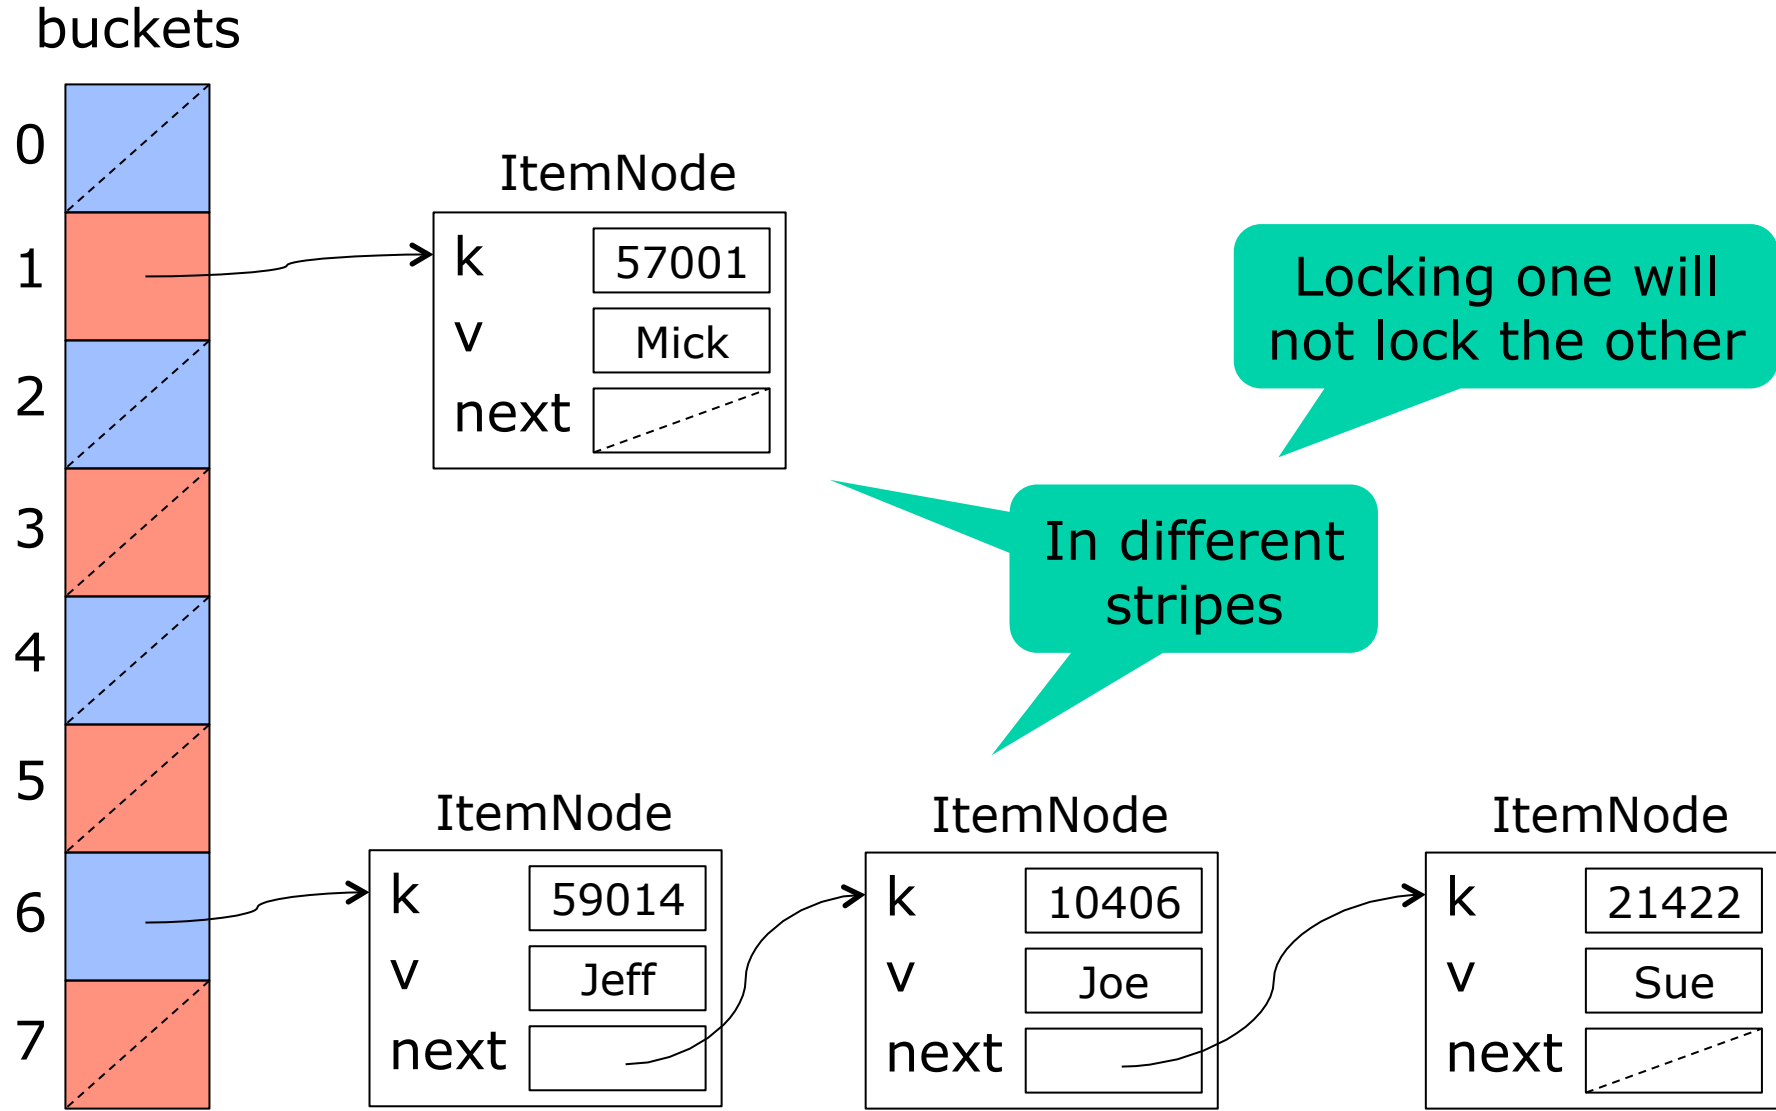 buckets
0
1
2
3
4
5
6
7
ItemNode
k 57001
v Mick
next
Locking one will
not lock the other
In different
stripes
ItemNode
k 59014
v Jeff
next
ItemNode
k 10406
v Joe
next
ItemNode
k 21422
v Sue
next